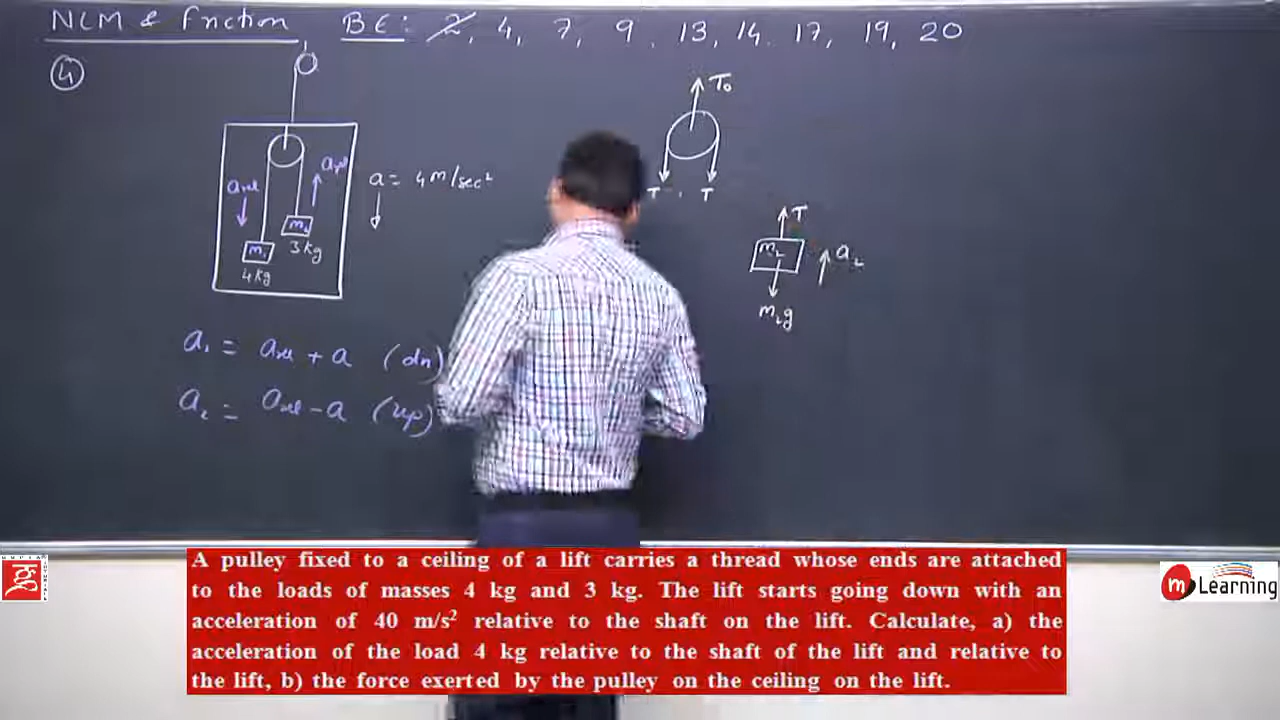 NLM & Friction BE: 2, 4, 7, 9, 13, 14, 17, 19, 20
4
T₀
a = 4 m/sec²
a_rel
a_rel
T T
m₂
3 kg
m₁
4 kg
T
m₂
a₂
m₂g
a₁ = a_rel + a (dn)
a₂ = a_rel - a (up)
A pulley fixed to a ceiling of a lift carries a thread whose ends are attached
to the loads of masses 4 kg and 3 kg. The lift starts going down with an
acceleration of 40 m/s² relative to the shaft on the lift. Calculate, a) the
acceleration of the load 4 kg relative to the shaft of the lift and relative to
the lift, b) the force exerted by the pulley on the ceiling on the lift.
m Learning